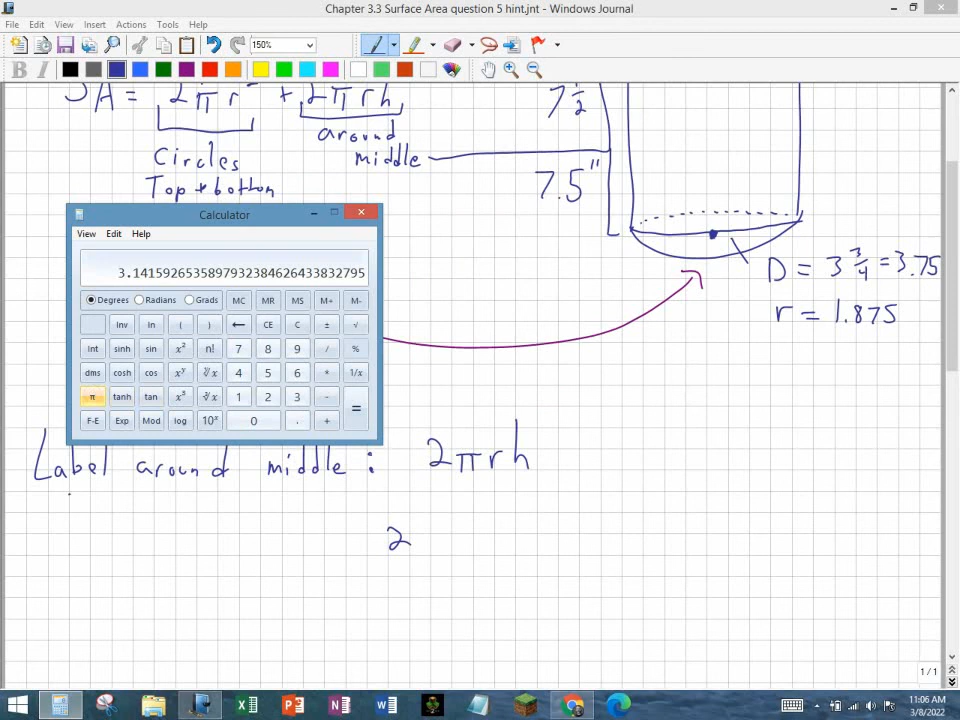 Chapter 3.3 Surface Area question 5 hint.jnt - Windows Journal
File Edit View Insert Actions Tools Help
150%
B I
SA = 2πr² + 2πrh
Circles
Top + bottom
around
middle
7 1/2
7.5"
D = 3 3/4 = 3.75
r = 1.875
Calculator
View Edit Help
3.1415926535897932384626433832795
Degrees Radians Grads MC MR MS M+ M-
Inv ln ( ) ← CE C ± √
Int sinh sin x² n! 7 8 9 / %
dms cosh cos xʸ ʸ√x 4 5 6 * 1/x
π tanh tan x³ ³√x 1 2 3 - =
F-E Exp Mod log 10ˣ 0 . +
Label around middle: 2πrh
2
1 / 1
11:06 AM
3/8/2022